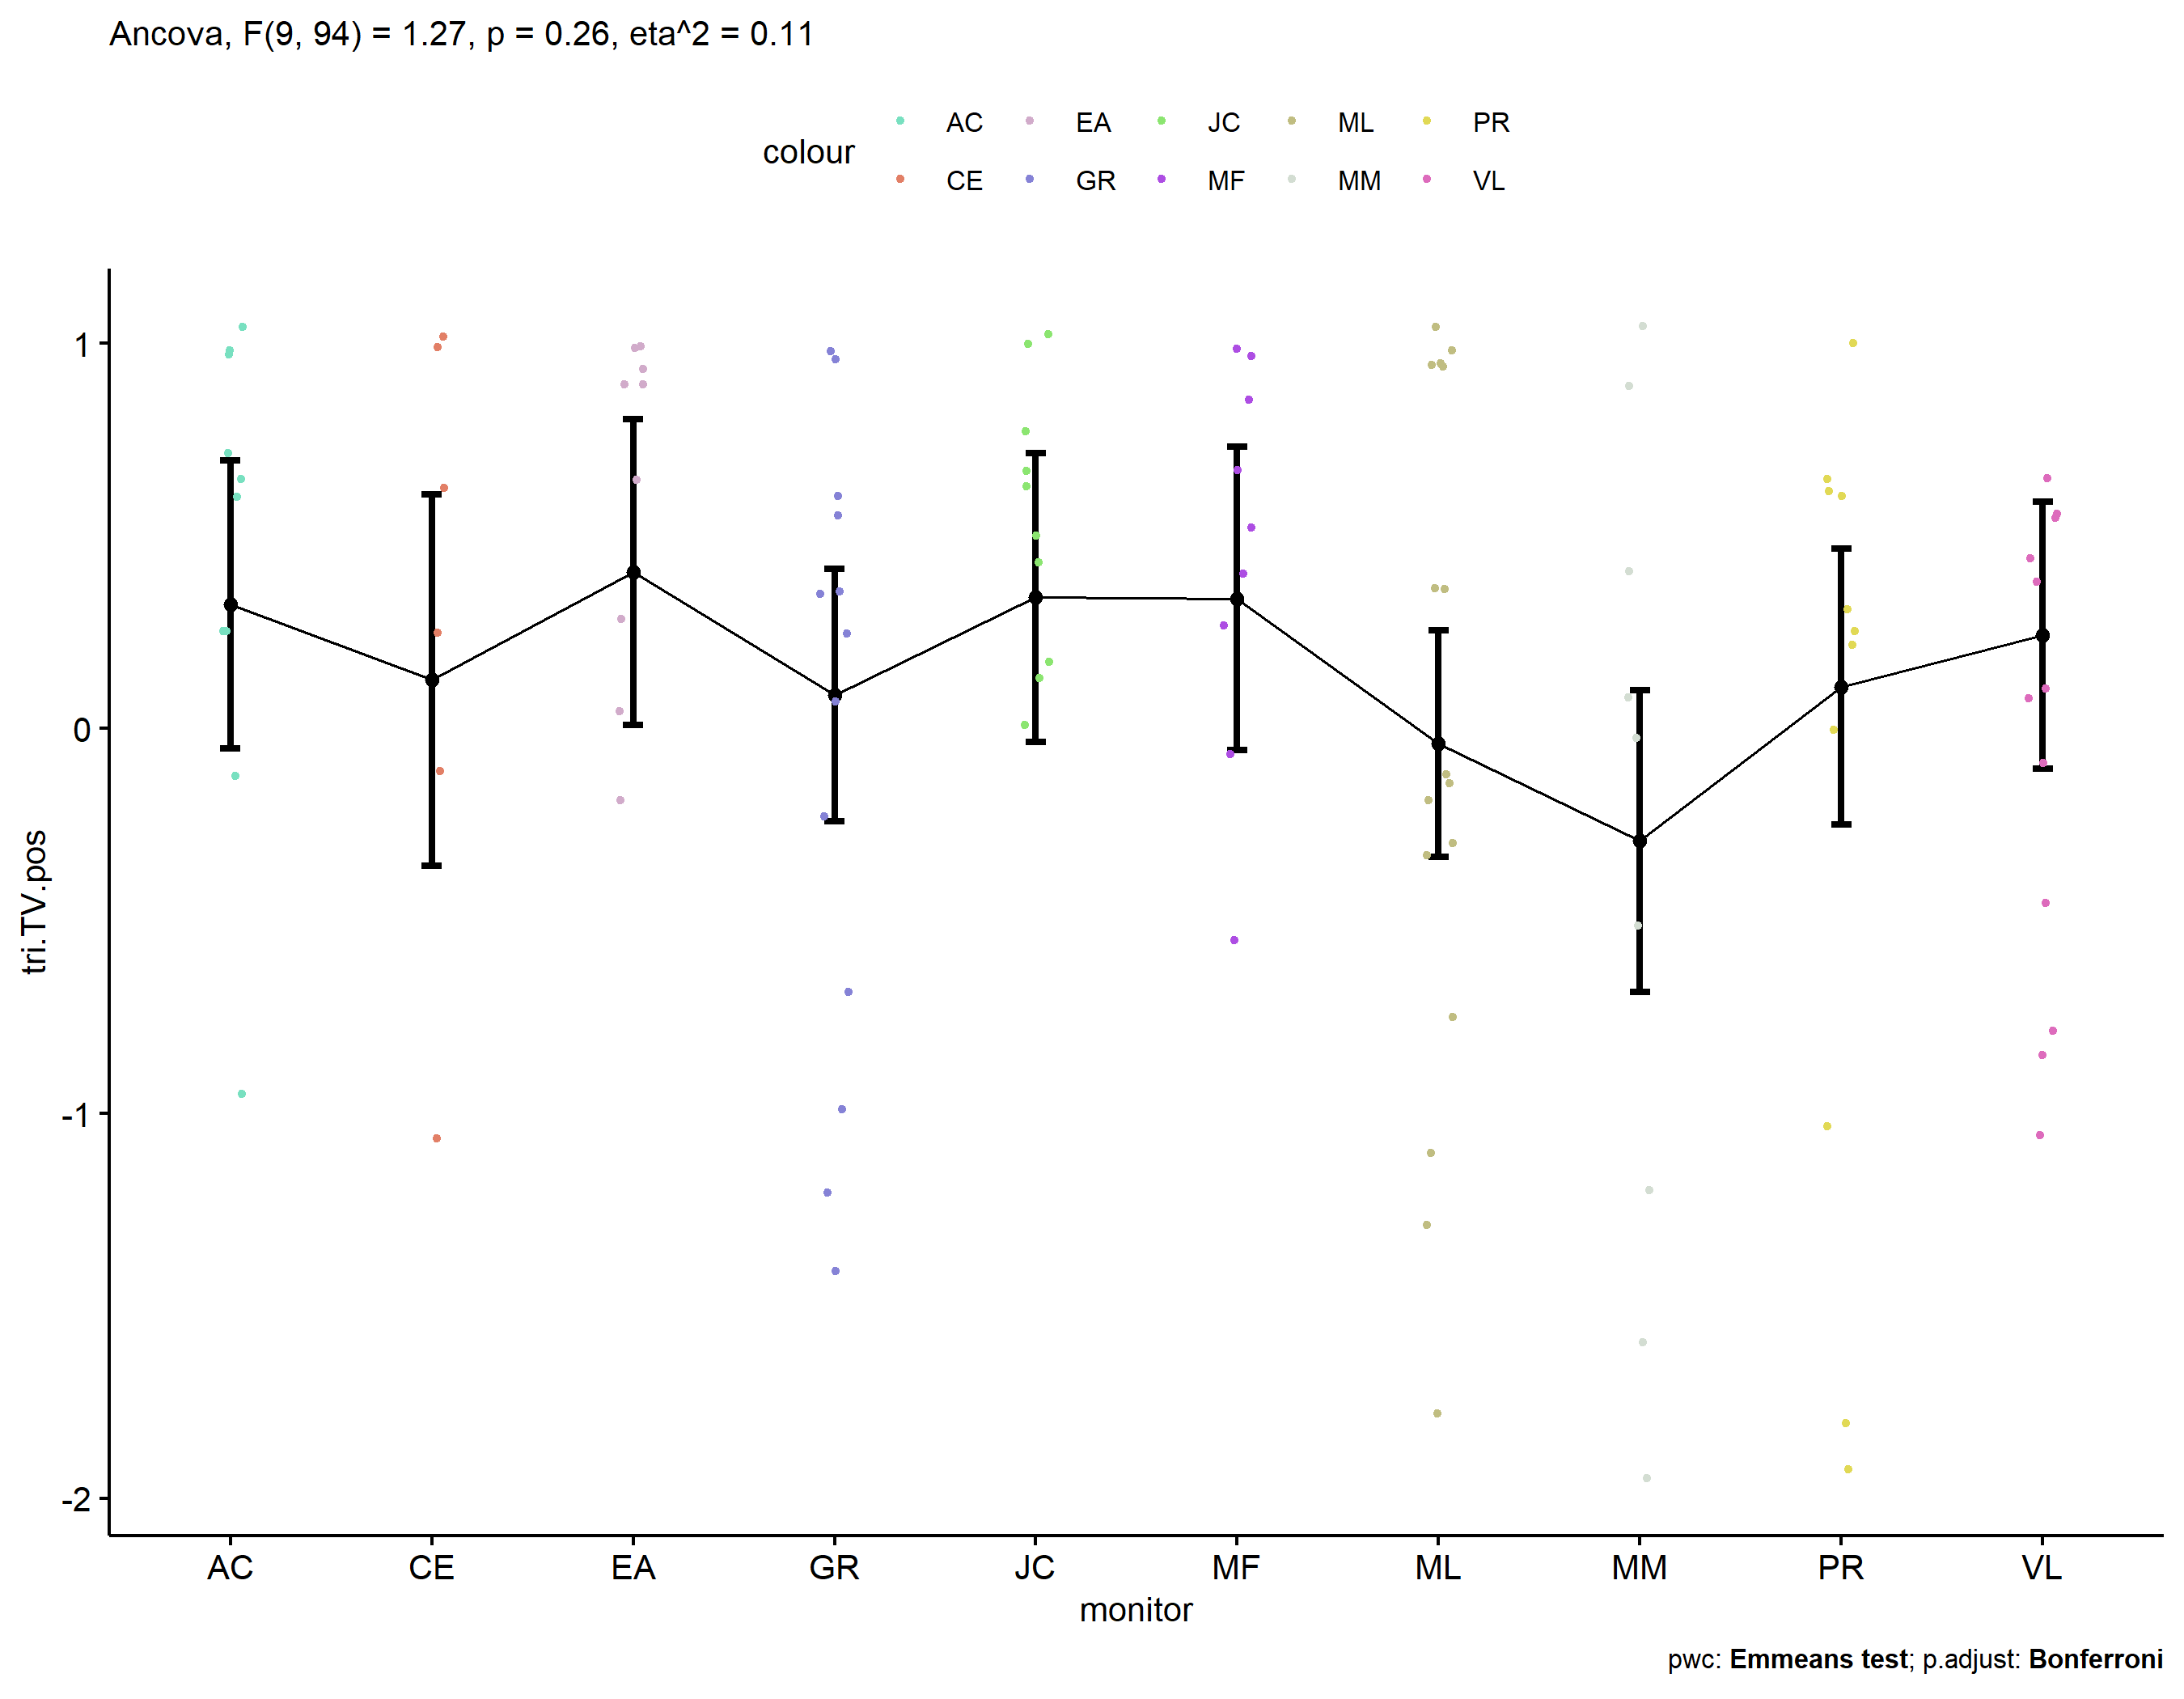 Ancova, F(9, 94) = 1.27, p = 0.26, eta^2 = 0.11
colour
AC EA JC ML PR
CE GR MF MM VL
tri.TV.pos
1
0
-1
-2
AC CE EA GR JC MF ML MM PR VL
monitor
pwc: Emmeans test; p.adjust: Bonferroni